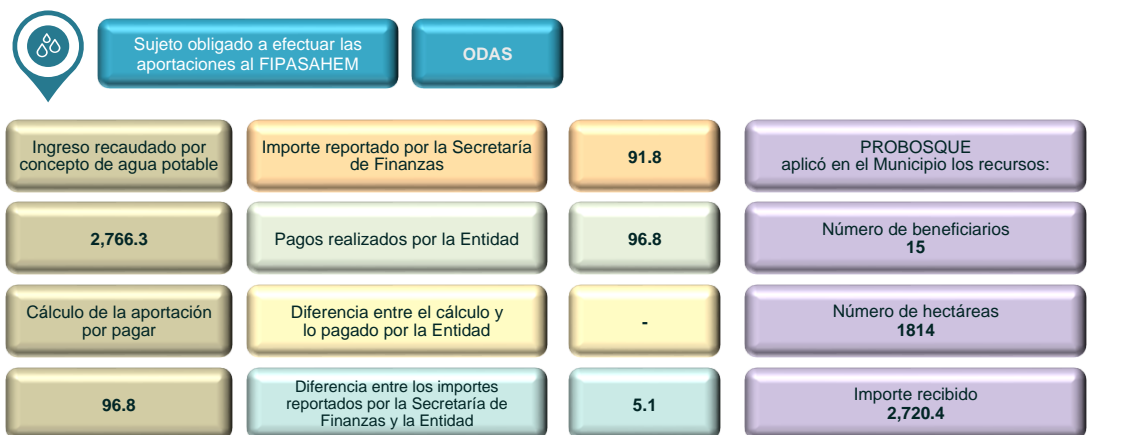 Sujeto obligado a efectuar las
aportaciones al FIPASAHEM
ODAS
Ingreso recaudado por
concepto de agua potable
Importe reportado por la Secretaría
de Finanzas
91.8
PROBOSQUE
aplicó en el Municipio los recursos:
2,766.3
Pagos realizados por la Entidad
96.8
Número de beneficiarios
15
Cálculo de la aportación
por pagar
Diferencia entre el cálculo y
lo pagado por la Entidad
-
Número de hectáreas
1814
96.8
Diferencia entre los importes
reportados por la Secretaría de
Finanzas y la Entidad
5.1
Importe recibido
2,720.4